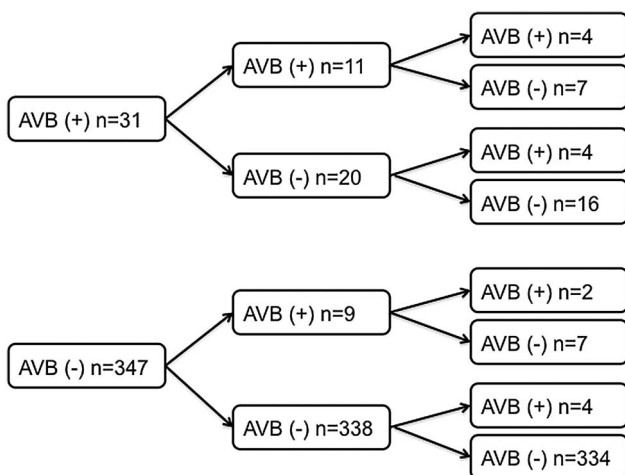 AVB (+) n=31
AVB (+) n=11
AVB (+) n=4
AVB (-) n=7
AVB (-) n=20
AVB (+) n=4
AVB (-) n=16
AVB (-) n=347
AVB (+) n=9
AVB (+) n=2
AVB (-) n=7
AVB (-) n=338
AVB (+) n=4
AVB (-) n=334